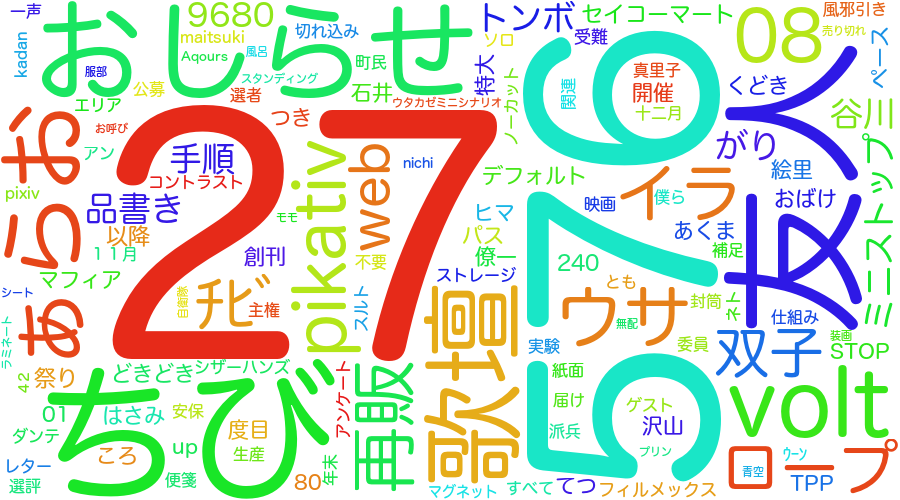 一声
おしらせ
9680
maitsuki
切れ込み
Aqours
風呂
スタンディング
kadan
服部
エリア
公募
選者
町民
石井
トンボ
ソロ
セイコーマート
受難
08
風邪引き
売り切れ
ペース
特大
ノーカット
関連
真里子
開催
十二月
くどき
谷川
人
ウタカゼミニシナリオ
つき
お呼び
あらお
アン
手順
コントラスト
pikativ
web
nichi
27
675
デフォルト
がり
絵里
ミニストップ
pixiv
品書き
モモ
イラ
僕ら
映画
おばけ
友
以降
11月
創刊
不要
ヒマ
パス
僚一
あくま
補足
マフィア
ストレージ
240
とも
シート
自衛隊
チビ
主権
スルト
歌壇
ウサ
封筒
ネト
無配
仕組み
ラミネート
実験
委員
双子
装画
STOP
42
祭り
どきどき
シザーハンズ
ちび
アンケート
再販
紙面
volt
01
はさみ
安保
度目
届け
ゲスト
沢山
ダンテ
up
生産
派兵
プリン
レター
ころ
便箋
80
年末
選評
マグネット
すべて
てつ
フィルメックス
青空
ロープ
ウーン
TPP